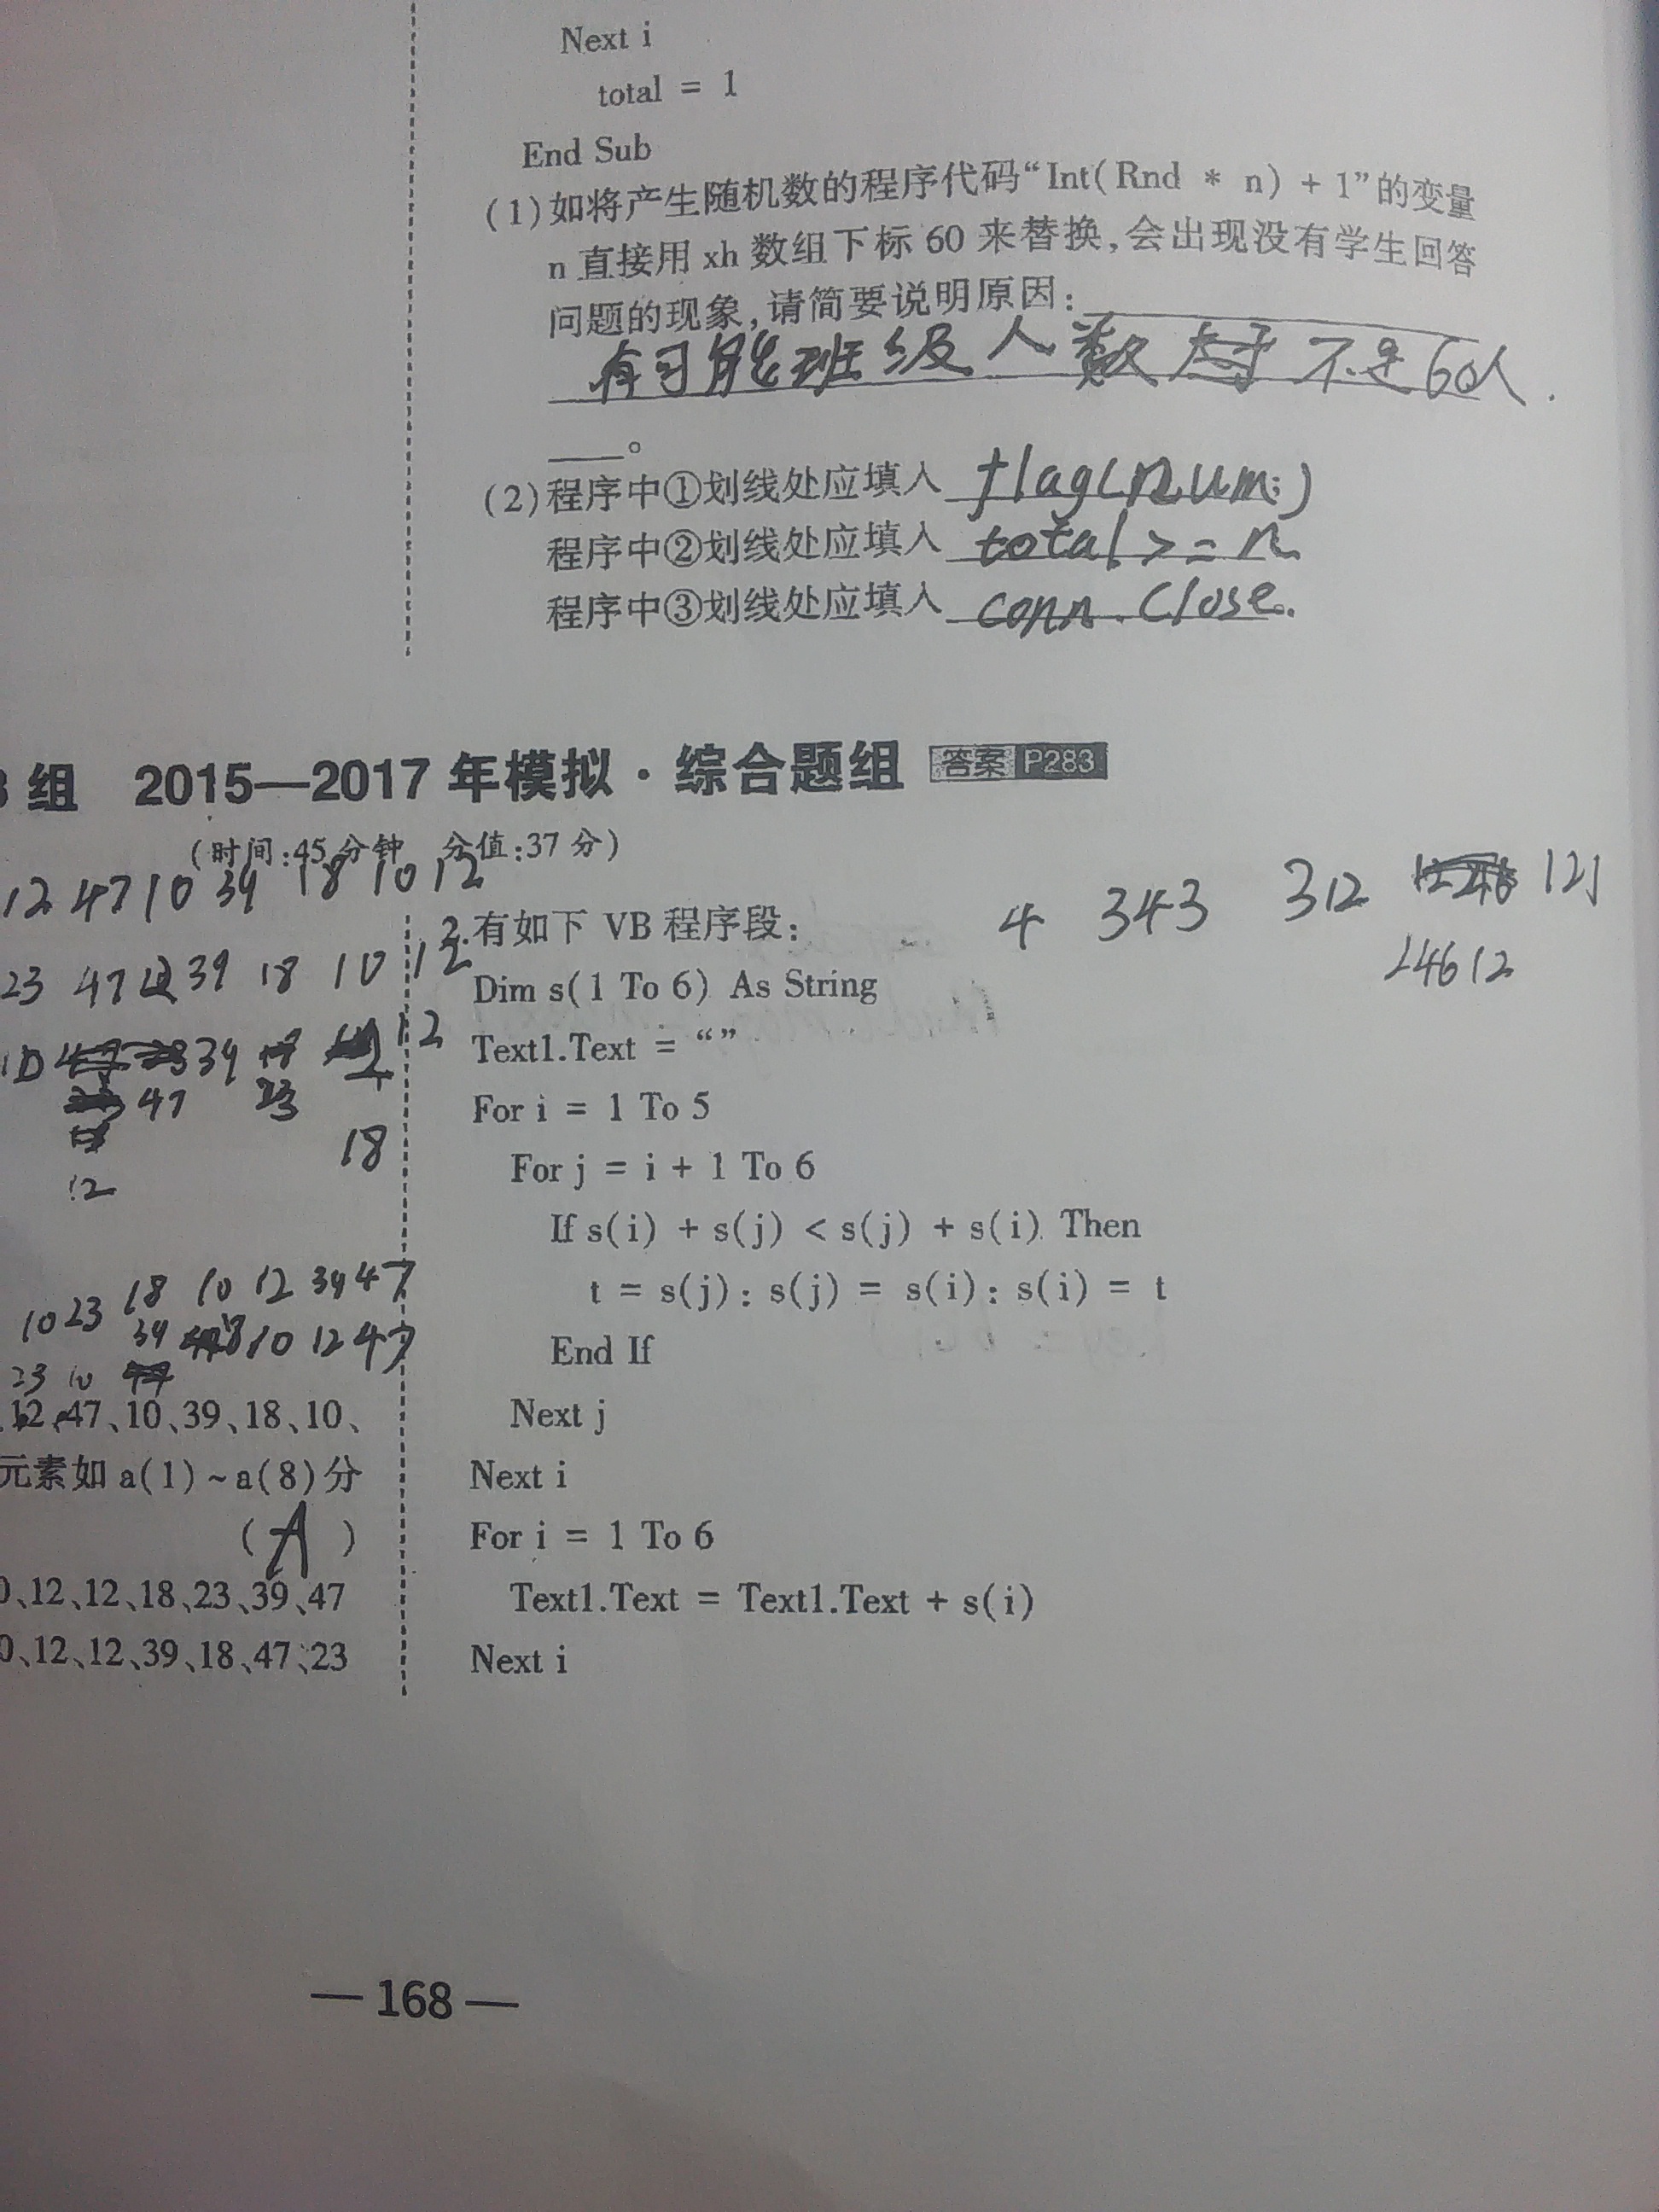 Next i
total = 1
End Sub
(1)如将产生随机数的程序代码“Int(Rnd * n) + 1”的变量
n 直接用 xh 数组下标 60 来替换,会出现没有学生回答
问题的现象,请简要说明原因:
有可能班级人数 不足60人.
。
(2)程序中①划线处应填入 flag(num)
程序中②划线处应填入 total>=n
程序中③划线处应填入 conn.Close.
组 2015—2017 年模拟·综合题组 答案 P283
(时间:45 分钟 分值:37 分)
12 47 10 39 18 10 12
23 47 12 39 18 10 12
10 39 12
47 23
18
12
18 10 12 39 47
10 23
39 18 10 12 47
23 10
12、47、10、39、18、10、
元素如 a(1)~a(8)分
(A)
0、12、12、18、23、39、47
0、12、12、39、18、47、23
2.有如下 VB 程序段:
4 343 312 121
24612
Dim s(1 To 6) As String
Text1.Text = “”
For i = 1 To 5
For j = i + 1 To 6
If s(i) + s(j) < s(j) + s(i) Then
t = s(j): s(j) = s(i): s(i) = t
End If
Next j
Next i
For i = 1 To 6
Text1.Text = Text1.Text + s(i)
Next i
— 168 —